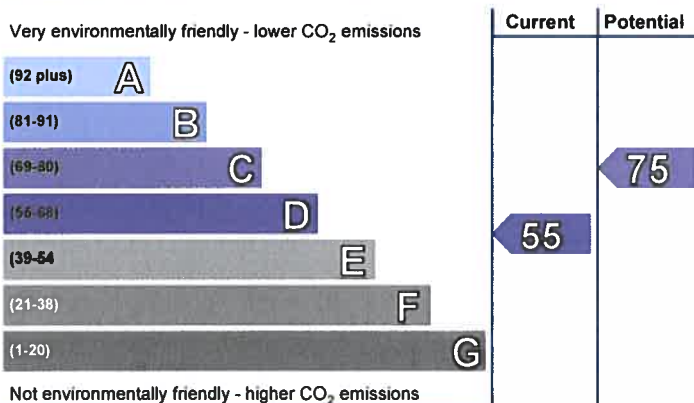 Current Potential
Very environmentally friendly - lower CO₂ emissions
(92 plus) A
(81-91) B
(69-80) C
75
(55-68) D
55
(39-54 E
(21-38) F
(1-20) G
Not environmentally friendly - higher CO₂ emissions